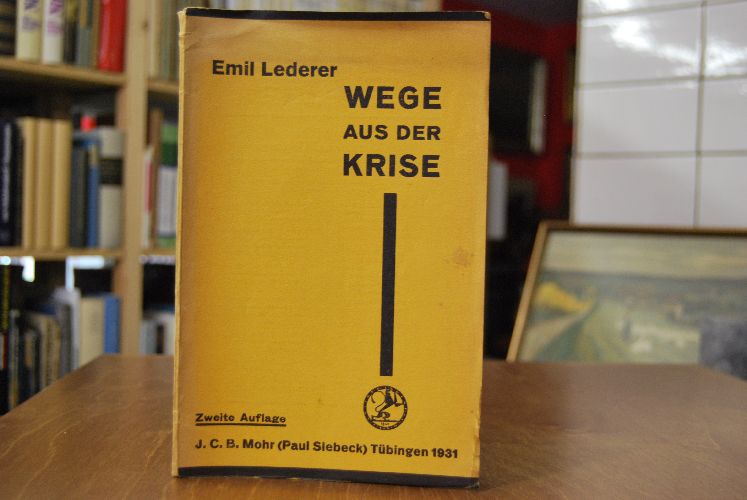 Emil Lederer
WEGE
AUS DER
KRISE
Zweite Auflage
J. C. B. Mohr (Paul Siebeck) Tübingen 1931